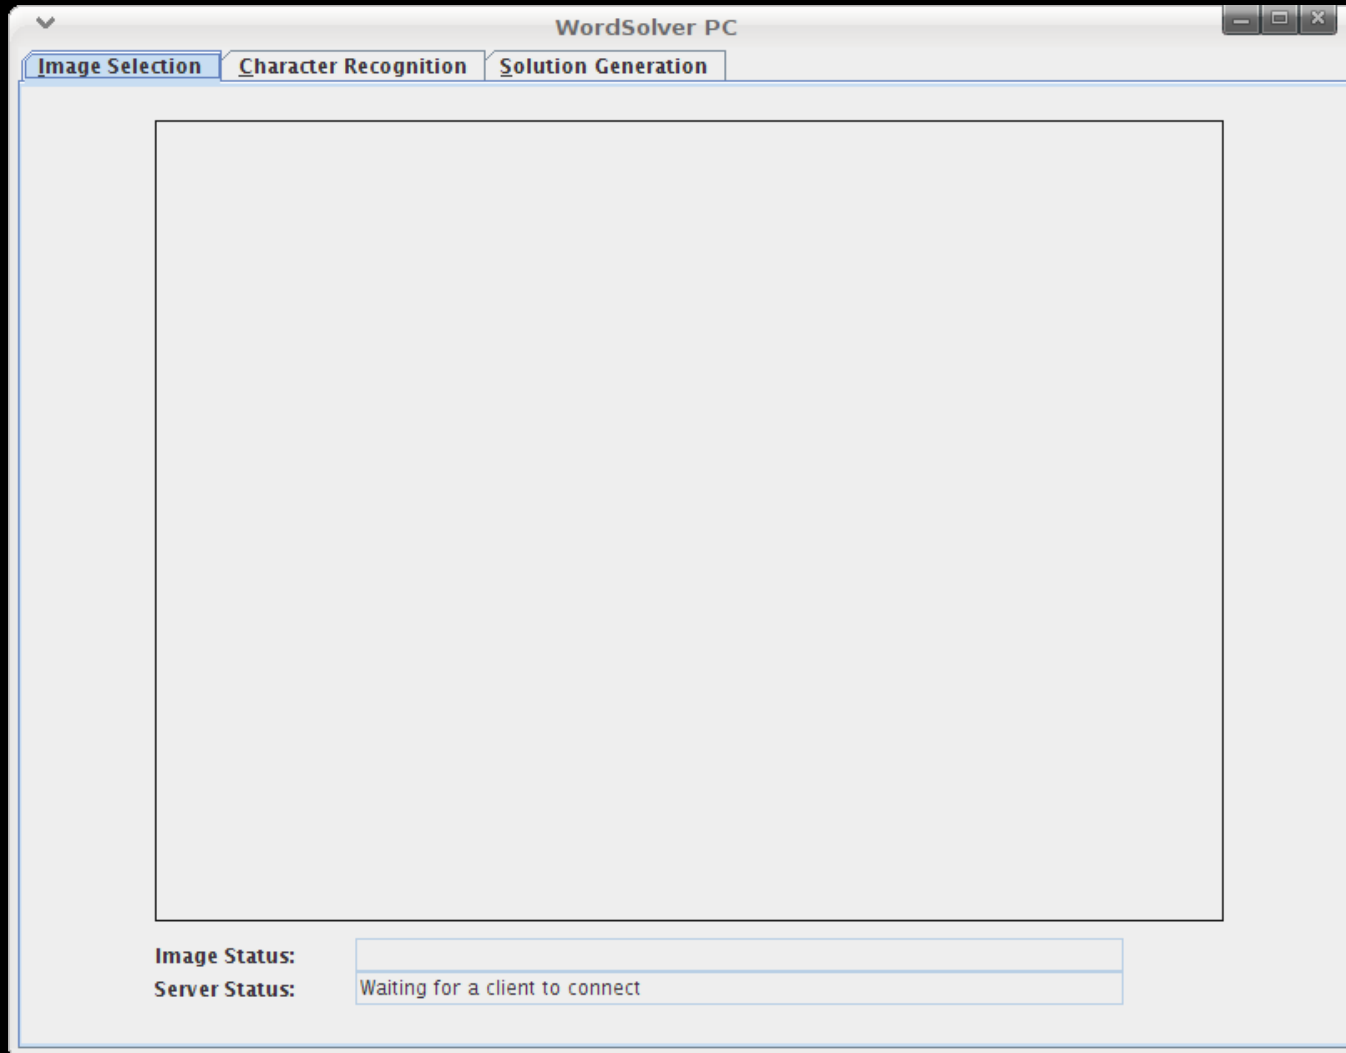 WordSolver PC
Image Selection Character Recognition Solution Generation
Image Status:
Server Status: Waiting for a client to connect